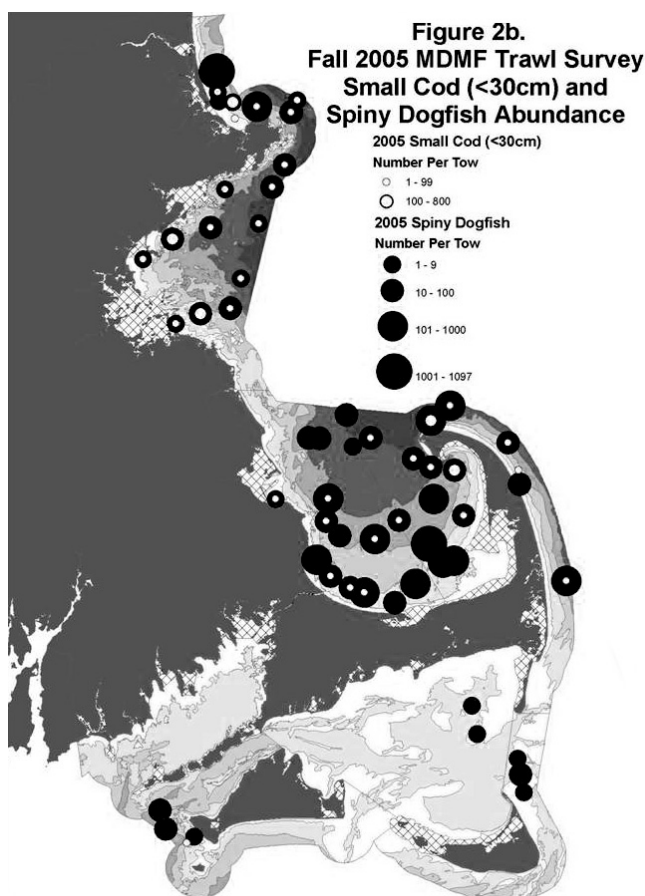 Figure 2b.
Fall 2005 MDMF Trawl Survey
Small Cod (<30cm) and
Spiny Dogfish Abundance
2005 Small Cod (<30cm)
Number Per Tow
1 - 99
100 - 800
2005 Spiny Dogfish
Number Per Tow
1 - 9
10 - 100
101 - 1000
1001 - 1097